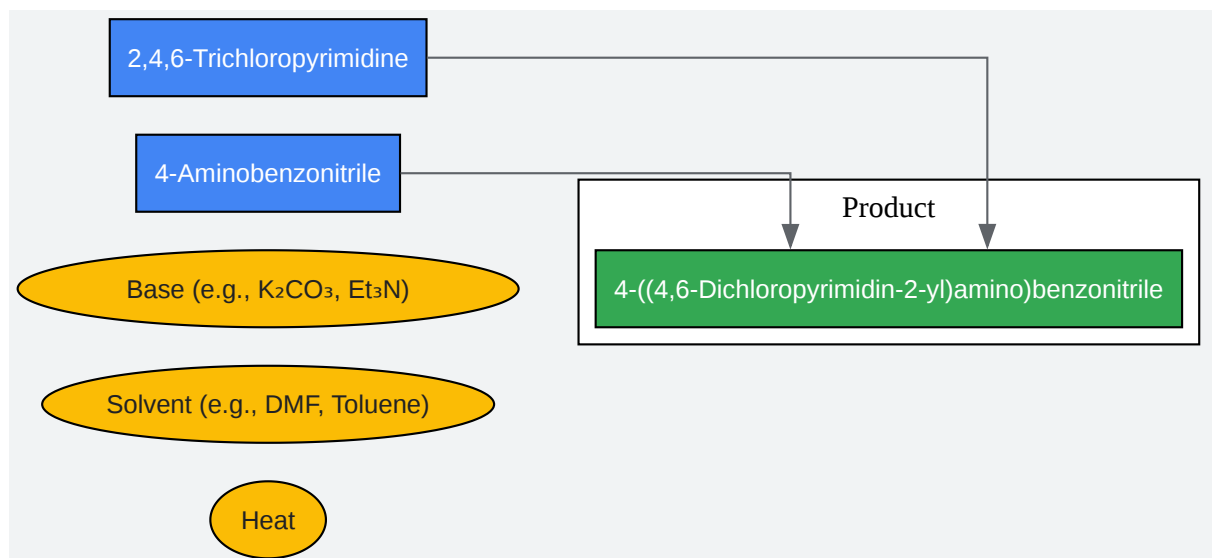 2,4,6-Trichloropyrimidine
4-Aminobenzonitrile
Product
Base (e.g., K₂CO₃, Et₃N)
4-((4,6-Dichloropyrimidin-2-yl)amino)benzonitrile
Solvent (e.g., DMF, Toluene)
Heat